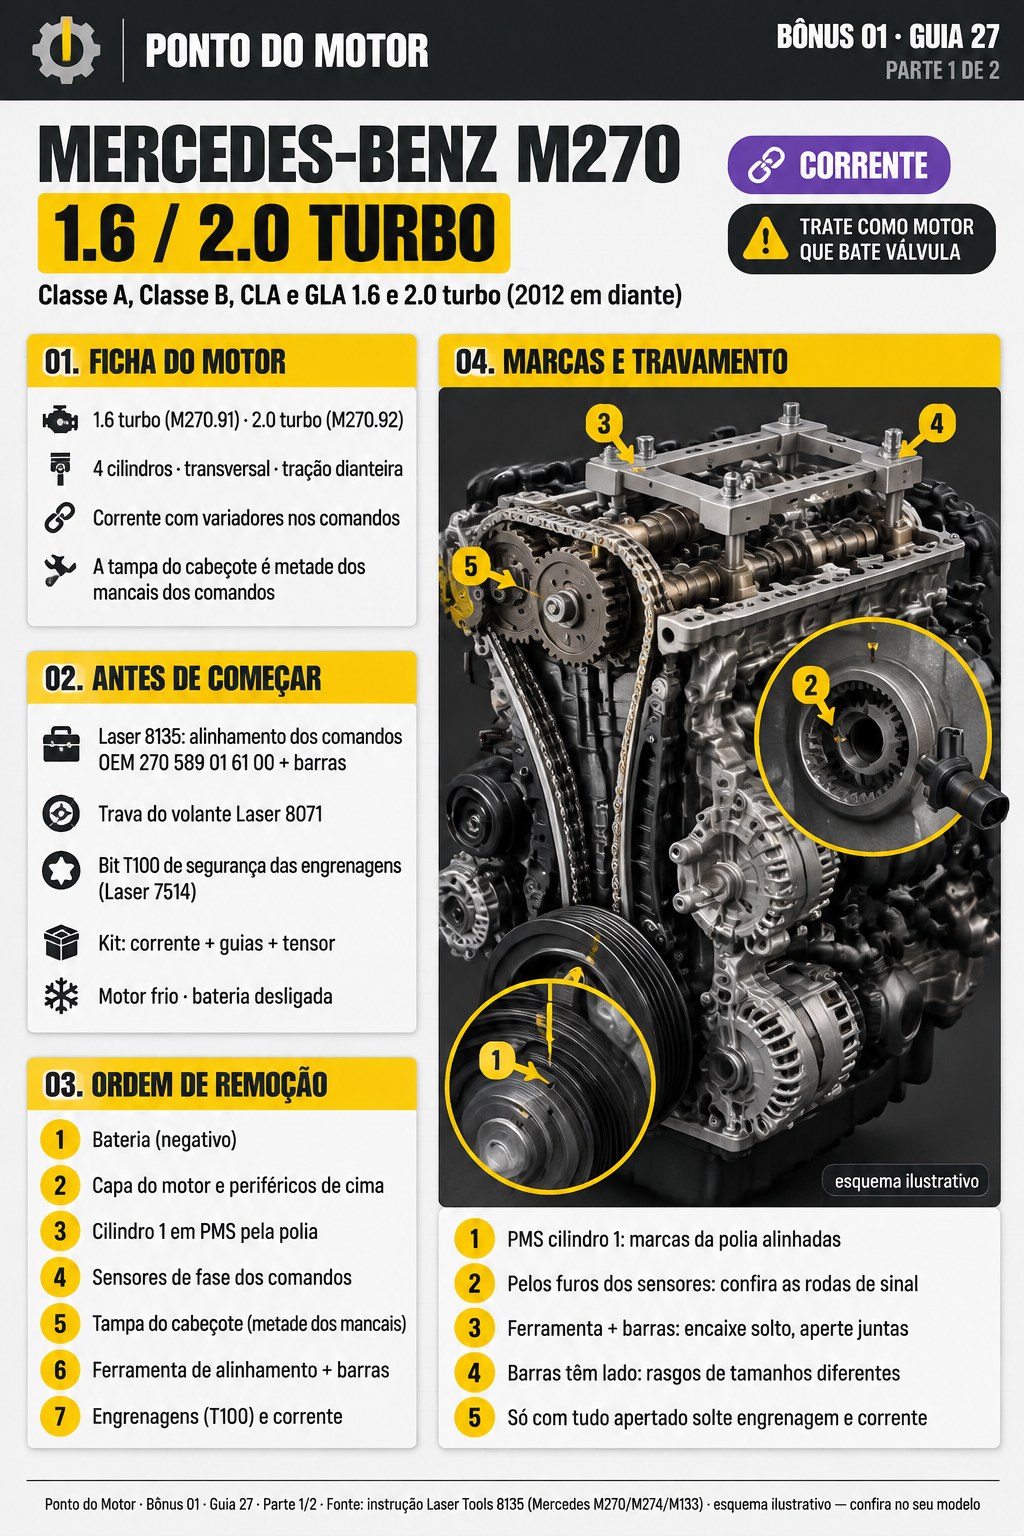 PONTO DO MOTOR
BÔNUS 01 · GUIA 27
PARTE 1 DE 2
MERCEDES-BENZ M270
1.6 / 2.0 TURBO
Classe A, Classe B, CLA e GLA 1.6 e 2.0 turbo (2012 em diante)
CORRENTE
TRATE COMO MOTOR
QUE BATE VÁLVULA
01. FICHA DO MOTOR
1.6 turbo (M270.91) · 2.0 turbo (M270.92)
4 cilindros · transversal · tração dianteira
Corrente com variadores nos comandos
A tampa do cabeçote é metade dos
mancais dos comandos
02. ANTES DE COMEÇAR
Laser 8135: alinhamento dos comandos
OEM 270 589 01 61 00 + barras
Trava do volante Laser 8071
Bit T100 de segurança das engrenagens
(Laser 7514)
Kit: corrente + guias + tensor
Motor frio · bateria desligada
03. ORDEM DE REMOÇÃO
1 Bateria (negativo)
2 Capa do motor e periféricos de cima
3 Cilindro 1 em PMS pela polia
4 Sensores de fase dos comandos
5 Tampa do cabeçote (metade dos mancais)
6 Ferramenta de alinhamento + barras
7 Engrenagens (T100) e corrente
04. MARCAS E TRAVAMENTO
3
4
5
2
1
esquema ilustrativo
1 PMS cilindro 1: marcas da polia alinhadas
2 Pelos furos dos sensores: confira as rodas de sinal
3 Ferramenta + barras: encaixe solto, aperte juntas
4 Barras têm lado: rasgos de tamanhos diferentes
5 Só com tudo apertado solte engrenagem e corrente
Ponto do Motor · Bônus 01 · Guia 27 · Parte 1/2 · Fonte: instrução Laser Tools 8135 (Mercedes M270/M274/M133) · esquema ilustrativo — confira no seu modelo